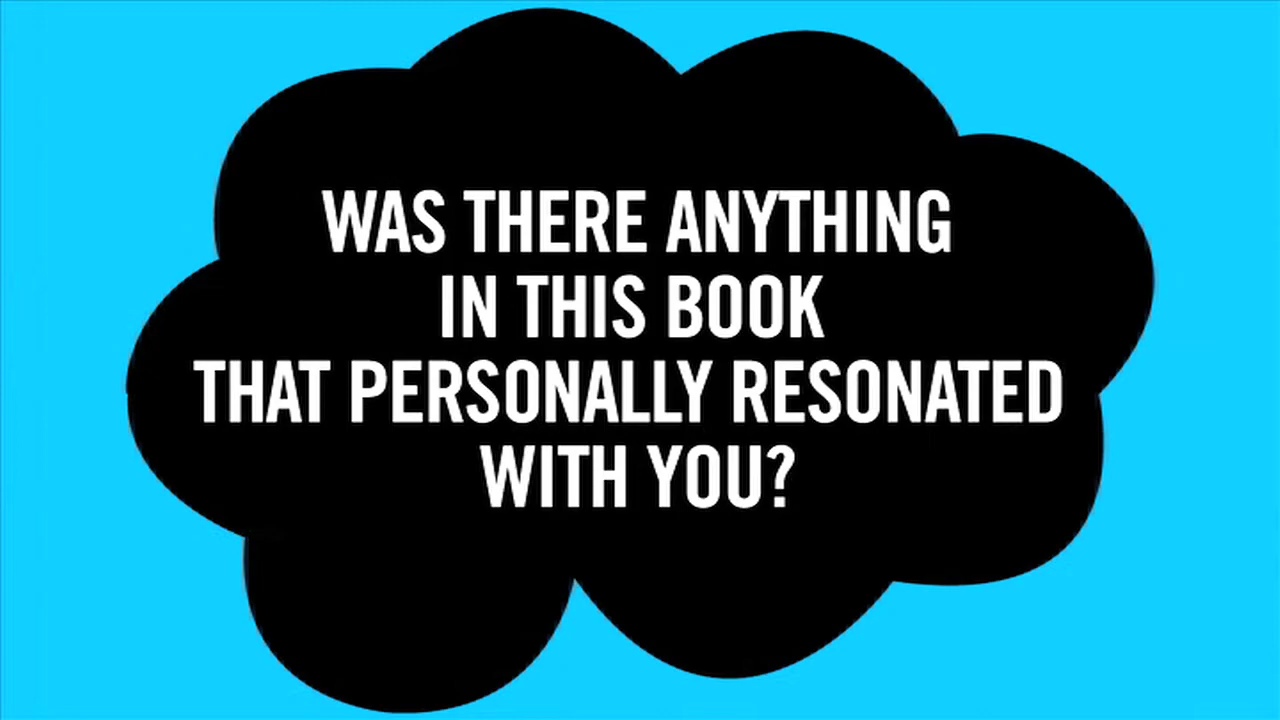 WAS THERE ANYTHING
IN THIS BOOK
THAT PERSONALLY RESONATED
WITH YOU?